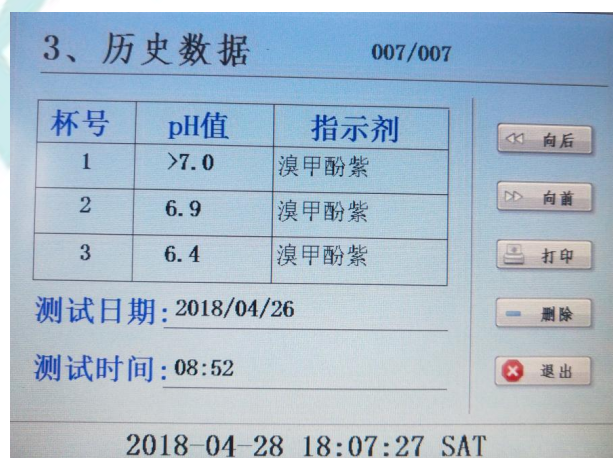 3、历史数据 007/007
杯号 pH值 指示剂
1 >7.0 溴甲酚紫
2 6.9 溴甲酚紫
3 6.4 溴甲酚紫
测试日期: 2018/04/26
测试时间: 08:52
向后
向前
打印
删除
退出
2018-04-28 18:07:27 SAT